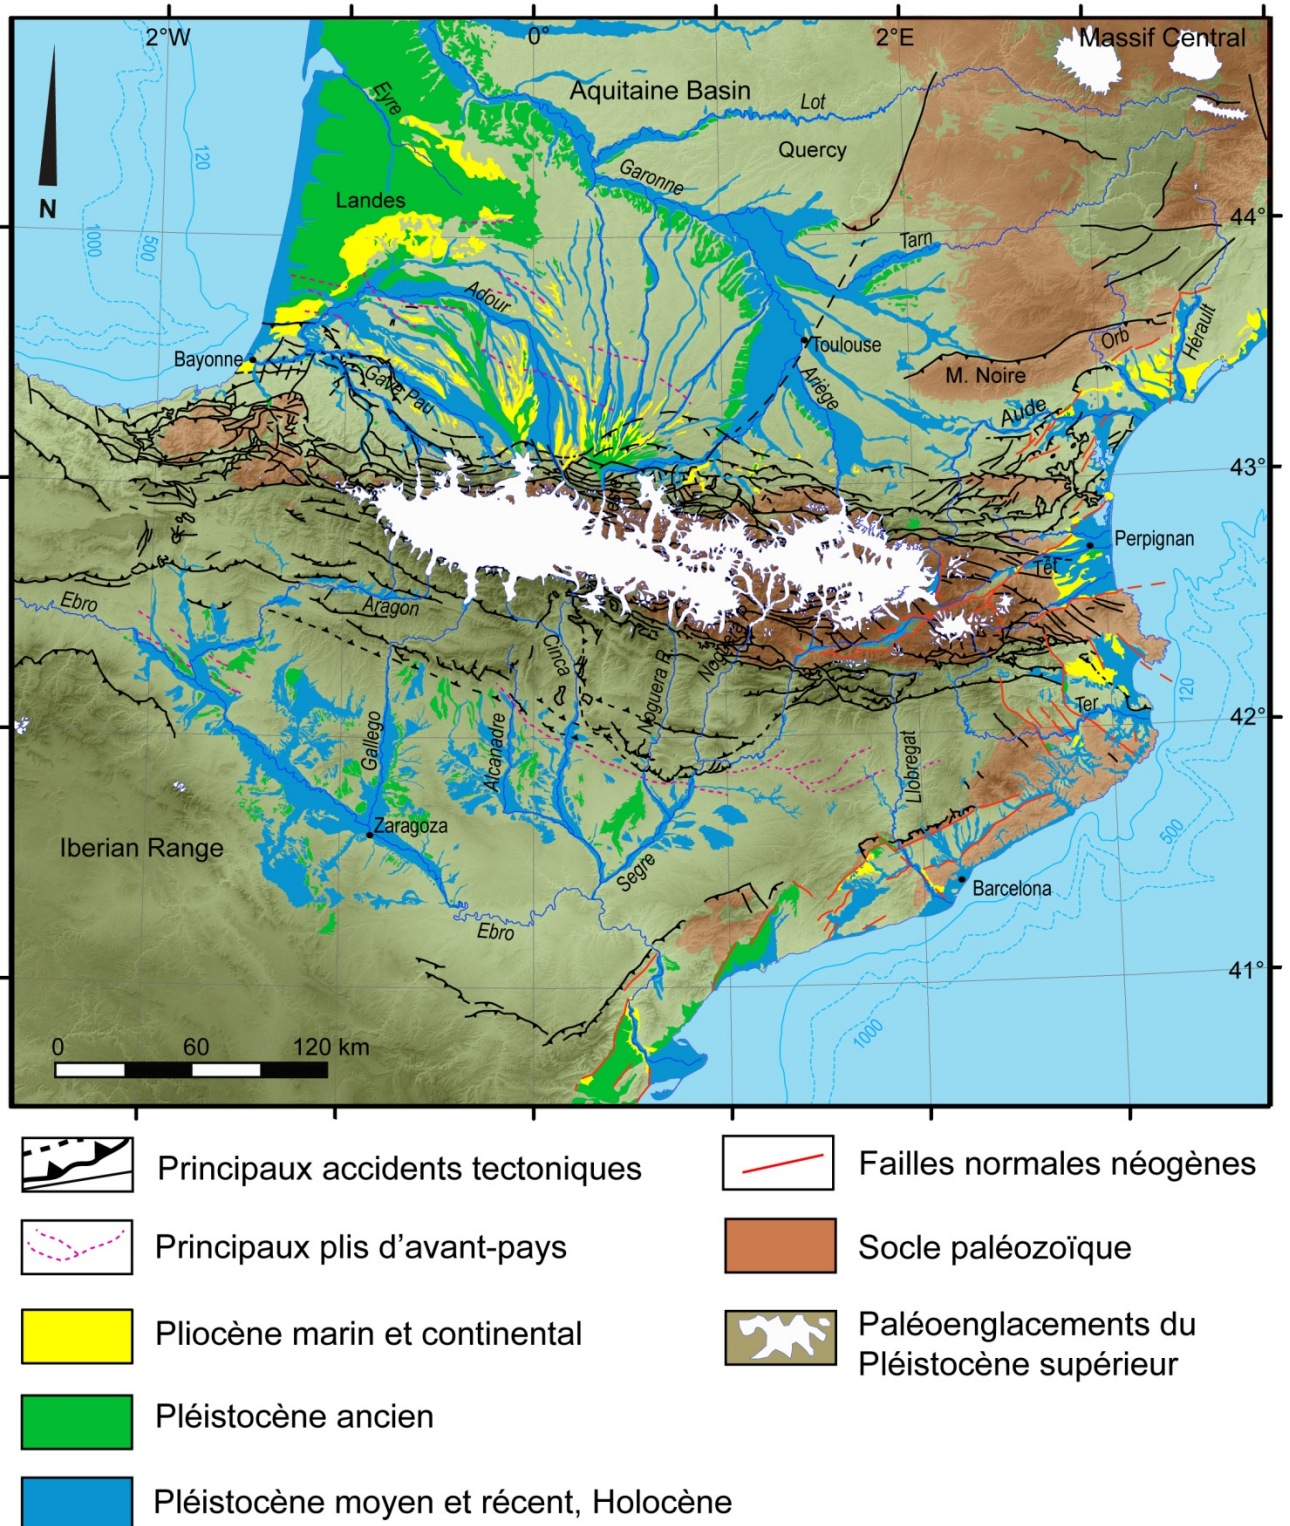 2°W
0°
2°E
Massif Central
Eyre
Aquitaine Basin
Lot
Quercy
120
Garonne
N
Landes
44°
1000
500
Tarn
Adour
Orb
Hérault
Bayonne
Toulouse
Gave Pau
Ariège
M. Noire
Aude
43°
Perpignan
Têt
Ebro
Aragon
Cinca
Noguera R.
120
Ter
42°
Gallego
Alcanadre
Llobregat
Zaragoza
500
Iberian Range
Segre
Barcelona
Ebro
41°
1000
0 60 120 km
Principaux accidents tectoniques
Failles normales néogènes
Principaux plis d'avant-pays
Socle paléozoïque
Pliocène marin et continental
Paléoenglacements du
Pléistocène supérieur
Pléistocène ancien
Pléistocène moyen et récent, Holocène